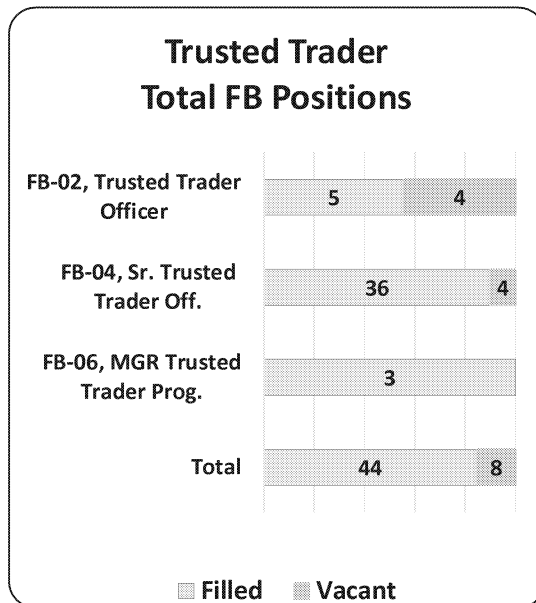 Trusted Trader
Total FB Positions
FB-02, Trusted Trader
Officer
5 4
FB-04, Sr. Trusted
Trader Off.
36 4
FB-06, MGR Trusted
Trader Prog.
3
Total
44 8
Filled Vacant